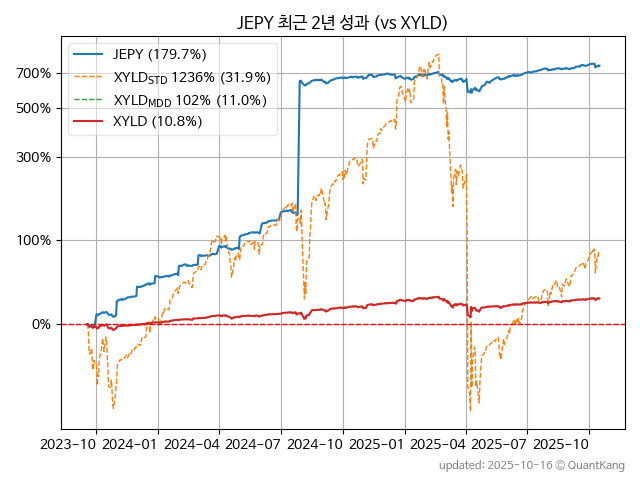 JEPY 최근 2년 성과 (vs XYLD)
JEPY (179.7%)
XYLD_STD 1236% (31.9%)
XYLD_MDD 102% (11.0%)
XYLD (10.8%)
700%
500%
300%
100%
0%
2023-10 2024-01 2024-04 2024-07 2024-10 2025-01 2025-04 2025-07 2025-10
updated: 2025-10-16 © QuantKang